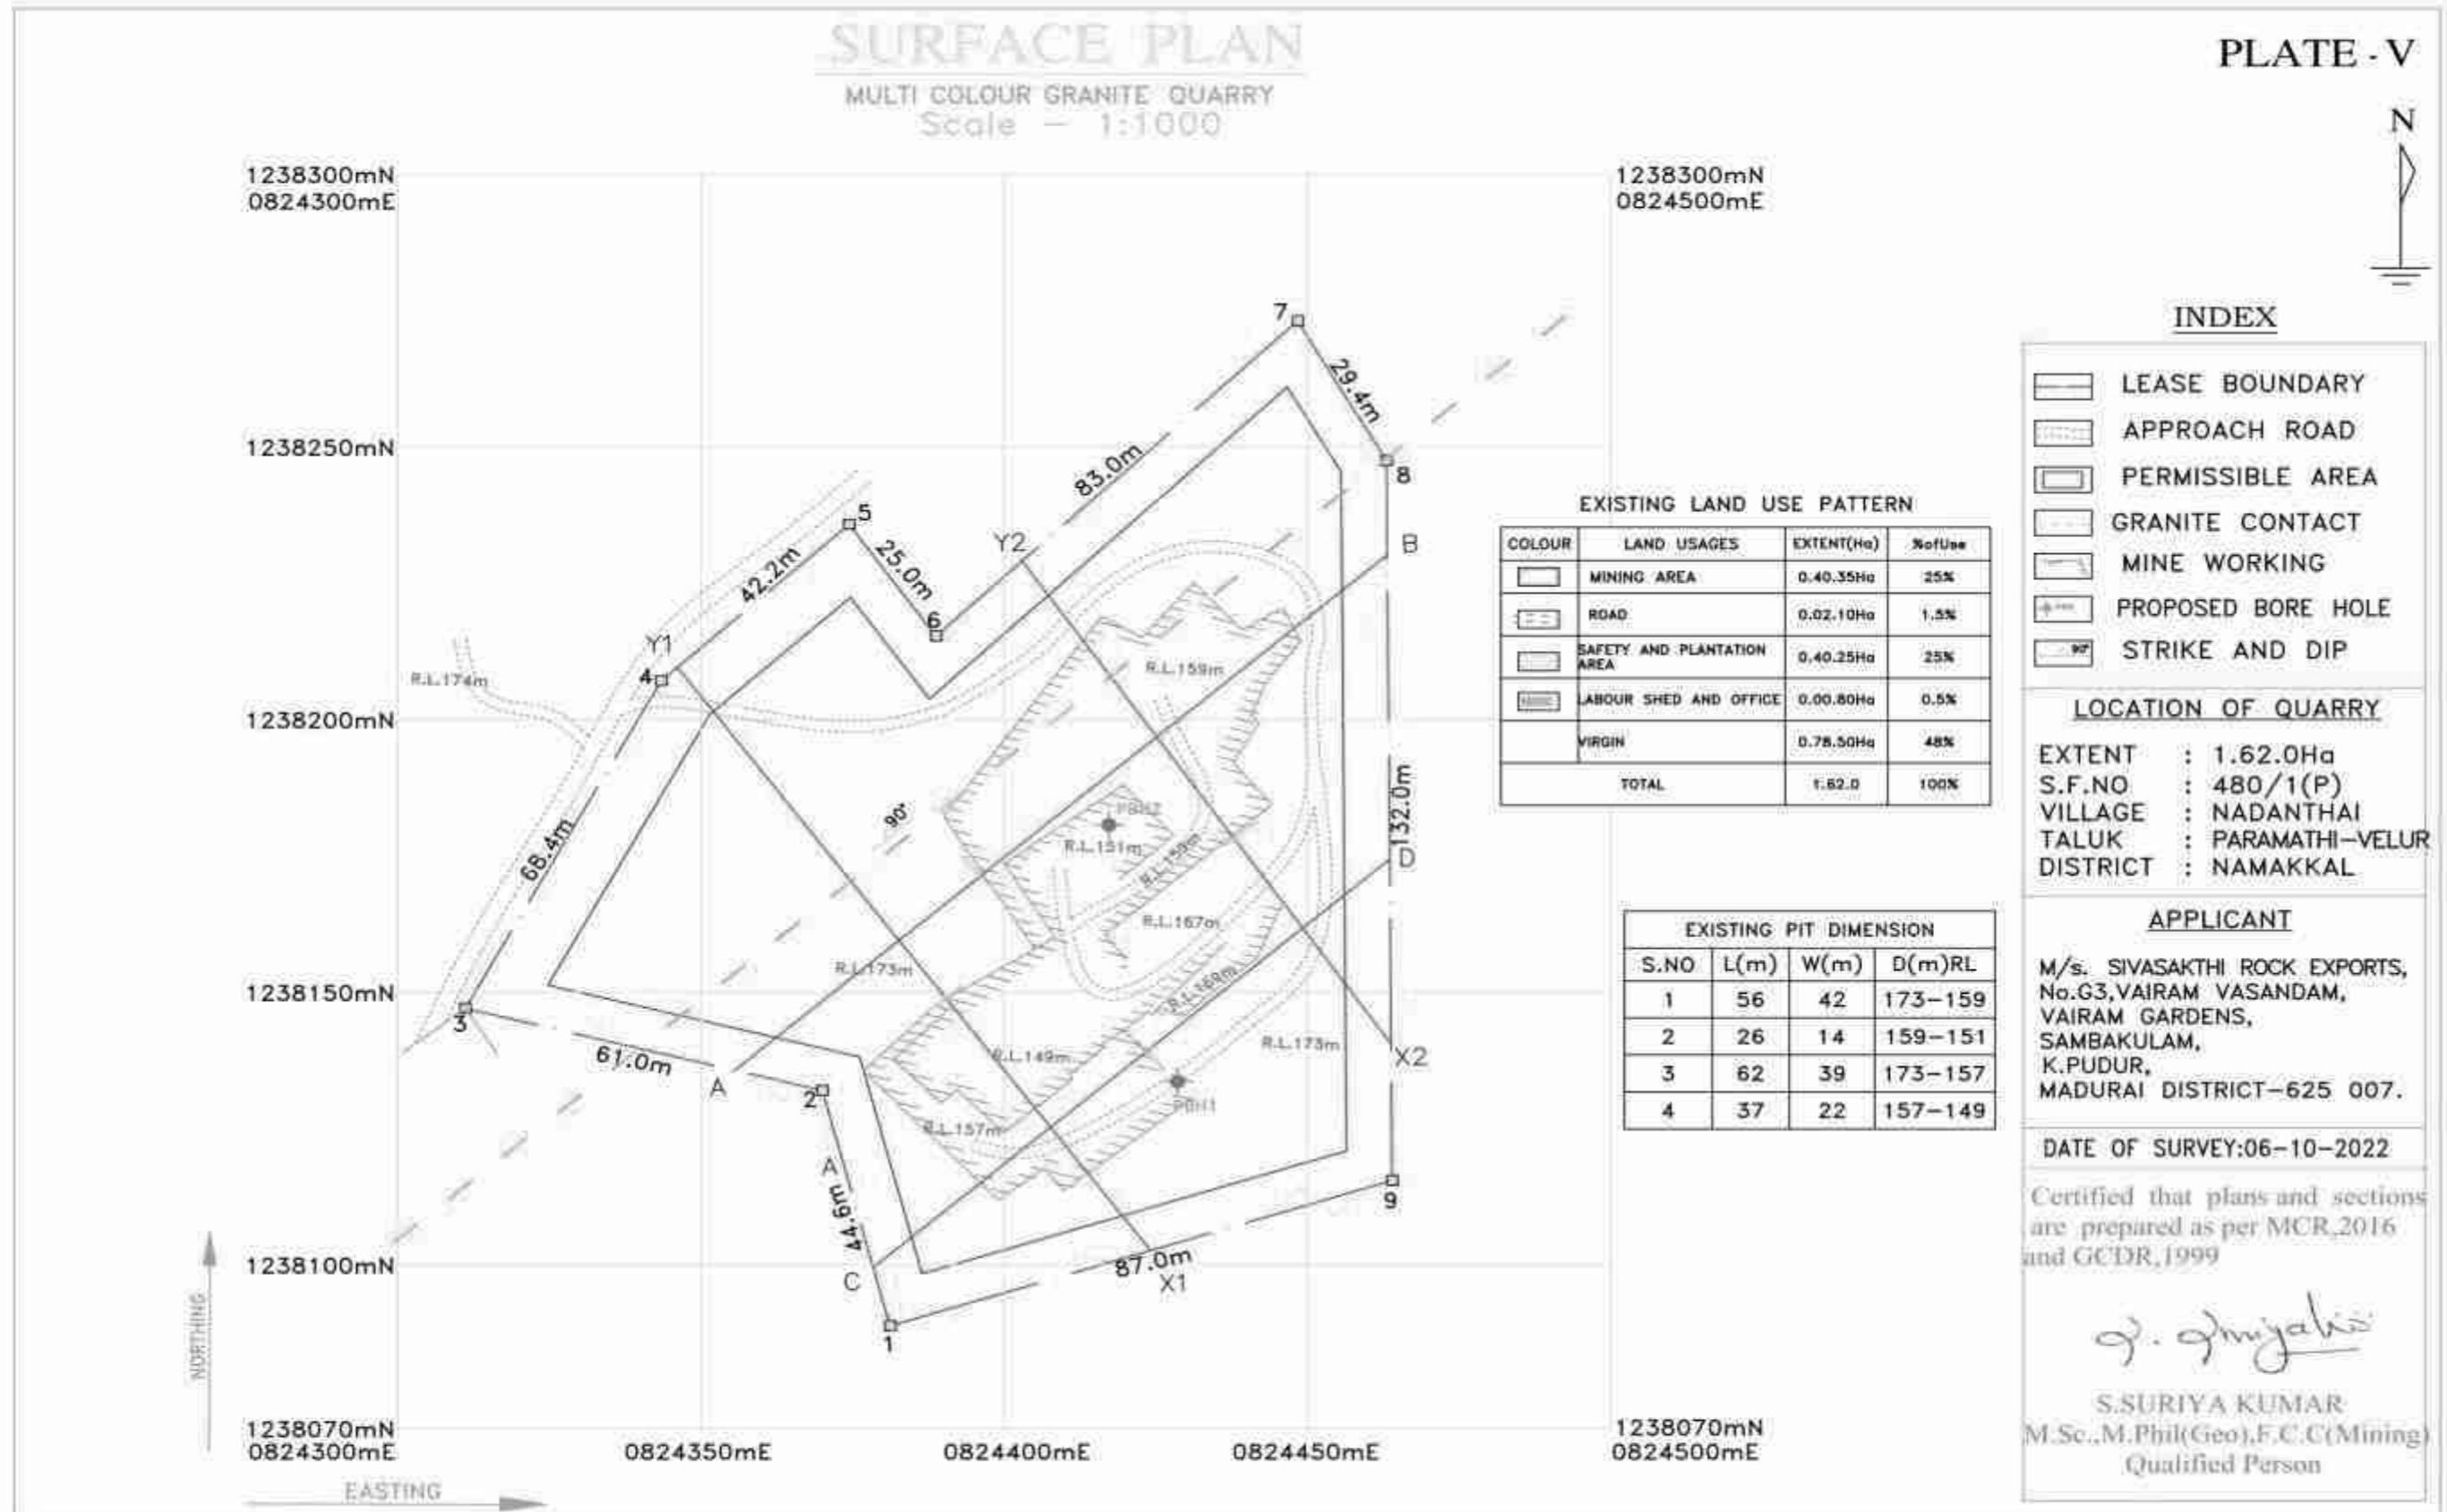 SURFACE PLAN
MULTI COLOUR GRANITE QUARRY
Scale - 1:1000
PLATE - V
N
1238300mN
0824300mE
1238300mN
0824500mE
1238250mN
1238200mN
1238150mN
1238100mN
1238070mN
0824300mE
0824350mE
0824400mE
0824450mE
1238070mN
0824500mE
NORTHING
EASTING
7
29.4m
8
83.0m
B
5
42.2m
25.0m
6
Y2
Y1
4
R.L.174m
R.L.159m
132.0m
90°
PBH2
R.L.151m
R.L.159m
D
68.4m
R.L.167m
R.L.173m
R.L.168m
3
61.0m
A
2
R.L.149m
R.L.173m
X2
PBH1
R.L.157m
A
44.6m
9
C
87.0m
X1
1
EXISTING LAND USE PATTERN
COLOUR LAND USAGES EXTENT(Ha) %ofUse
MINING AREA 0.40.35Ha 25%
ROAD 0.02.10Ha 1.5%
SAFETY AND PLANTATION AREA 0.40.25Ha 25%
LABOUR SHED AND OFFICE 0.00.80Ha 0.5%
VIRGIN 0.78.50Ha 48%
TOTAL 1.62.0 100%
EXISTING PIT DIMENSION
S.NO L(m) W(m) D(m)RL
1 56 42 173-159
2 26 14 159-151
3 62 39 173-157
4 37 22 157-149
INDEX
LEASE BOUNDARY
APPROACH ROAD
PERMISSIBLE AREA
GRANITE CONTACT
MINE WORKING
PROPOSED BORE HOLE
90° STRIKE AND DIP
LOCATION OF QUARRY
EXTENT : 1.62.0Ha
S.F.NO : 480/1(P)
VILLAGE : NADANTHAI
TALUK : PARAMATHI-VELUR
DISTRICT : NAMAKKAL
APPLICANT
M/s. SIVASAKTHI ROCK EXPORTS,
No.G3,VAIRAM VASANDAM,
VAIRAM GARDENS,
SAMBAKULAM,
K.PUDUR,
MADURAI DISTRICT-625 007.
DATE OF SURVEY:06-10-2022
Certified that plans and sections
are prepared as per MCR,2016
and GCDR,1999
S.SURIYA KUMAR
M.Sc.,M.Phil(Geo),F.C.C(Mining)
Qualified Person